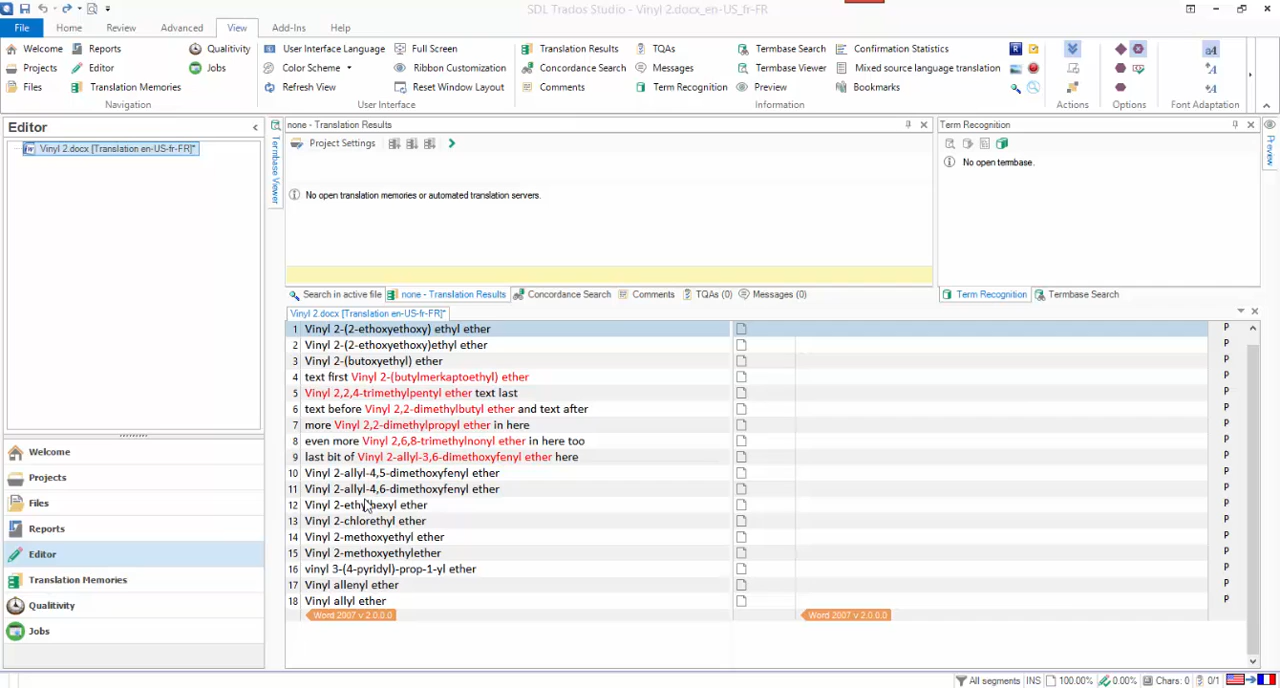 SDL Trados Studio - Vinyl 2.docx_en-US_fr-FR
File Home Review Advanced View Add-Ins Help
Welcome Reports Qualitivity User Interface Language Full Screen Translation Results TQAs Termbase Search Confirmation Statistics
Projects Editor Jobs Color Scheme Ribbon Customization Concordance Search Messages Termbase Viewer Mixed source language translation
Files Translation Memories Refresh View Reset Window Layout Comments Term Recognition Preview Bookmarks
Navigation User Interface Information Actions Options Font Adaptation
Editor
Vinyl 2.docx [Translation en-US-fr-FR]*
Termbase Viewer
none - Translation Results
Project Settings
No open translation memories or automated translation servers.
Term Recognition
No open termbase.
Preview
Search in active file none - Translation Results Concordance Search Comments TQAs (0) Messages (0)
Term Recognition Termbase Search
Vinyl 2.docx [Translation en-US-fr-FR]*
1 Vinyl 2-(2-ethoxyethoxy) ethyl ether P
2 Vinyl 2-(2-ethoxyethoxy)ethyl ether P
3 Vinyl 2-(butoxyethyl) ether P
4 text first Vinyl 2-(butylmerkaptoethyl) ether P
5 Vinyl 2,2,4-trimethylpentyl ether text last P
6 text before Vinyl 2,2-dimethylbutyl ether and text after P
7 more Vinyl 2,2-dimethylpropyl ether in here P
8 even more Vinyl 2,6,8-trimethylnonyl ether in here too P
9 last bit of Vinyl 2-allyl-3,6-dimethoxyfenyl ether here P
10 Vinyl 2-allyl-4,5-dimethoxyfenyl ether P
11 Vinyl 2-allyl-4,6-dimethoxyfenyl ether P
12 Vinyl 2-ethylhexyl ether P
13 Vinyl 2-chlorethyl ether P
14 Vinyl 2-methoxyethyl ether P
15 Vinyl 2-methoxyethylether P
16 vinyl 3-(4-pyridyl)-prop-1-yl ether P
17 Vinyl allenyl ether P
18 Vinyl allyl ether P
Word 2007 v 2.0.0.0 Word 2007 v 2.0.0.0
Welcome
Projects
Files
Reports
Editor
Translation Memories
Qualitivity
Jobs
All segments INS 100.00% 0.00% Chars: 0 0/1